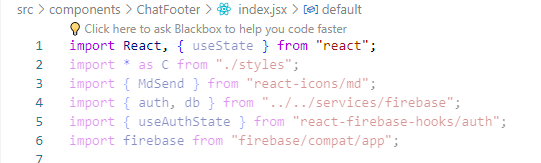 src > components > ChatFooter > index.jsx > default
Click here to ask Blackbox to help you code faster
1 import React, { useState } from "react";
2 import * as C from "./styles";
3 import { MdSend } from "react-icons/md";
4 import { auth, db } from "../../services/firebase";
5 import { useAuthState } from "react-firebase-hooks/auth";
6 import firebase from "firebase/compat/app";